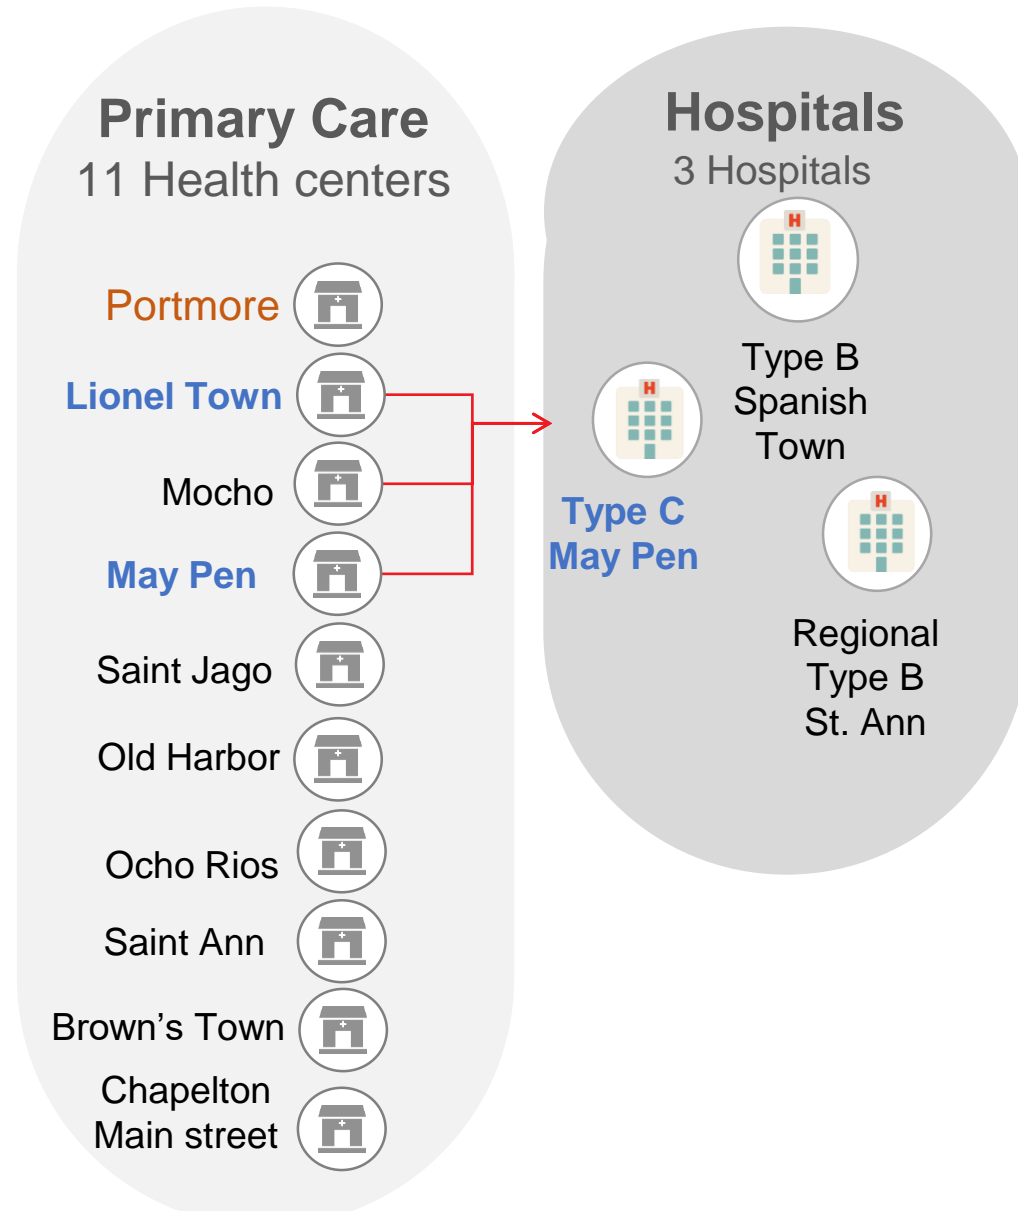 Primary Care
11 Health centers
Portmore
Lionel Town
Mocho
May Pen
Saint Jago
Old Harbor
Ocho Rios
Saint Ann
Brown’s Town
Chapelton
Main street
Hospitals
3 Hospitals
H
Type B
Spanish
Town
H
Type C
May Pen
H
Regional
Type B
St. Ann